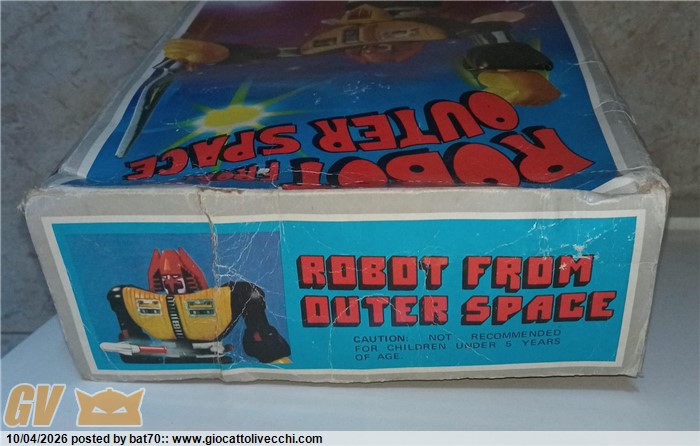 ROBOT
FROM
OUTER SPACE
ROBOT FROM
OUTER SPACE
CAUTION: NOT RECOMMENDED
FOR CHILDREN UNDER 5 YEARS
OF AGE.
GV
10/04/2026 posted by bat70:: www.giocattolivecchi.com